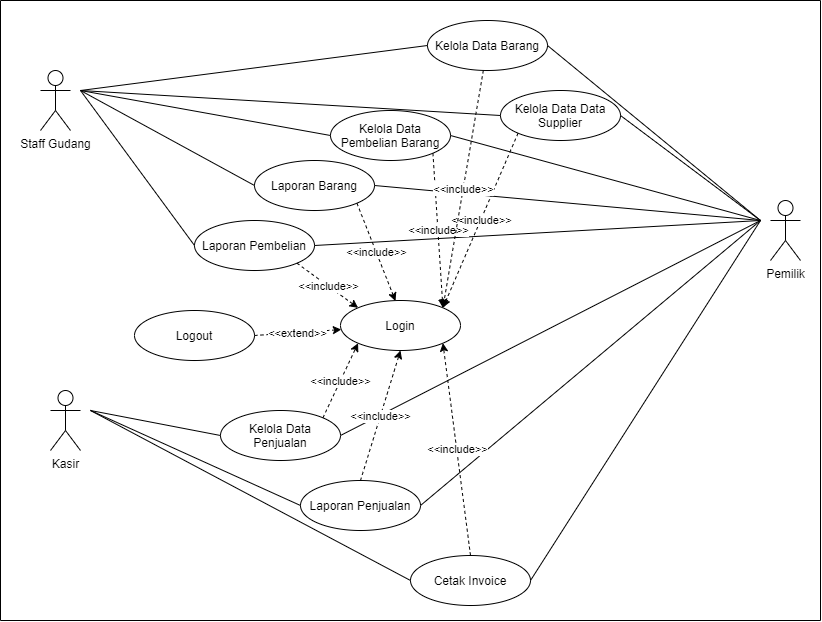 Kelola Data Barang
Kelola Data Data
Supplier
Kelola Data
Pembelian Barang
Staff Gudang
Laporan Barang
<<include>>
<<include>>
<<include>>
Laporan Pembelian
<<include>>
Pemilik
<<include>>
Login
Logout
<<extend>>
<<include>>
<<include>>
Kelola Data
Penjualan
<<include>>
Kasir
Laporan Penjualan
Cetak Invoice